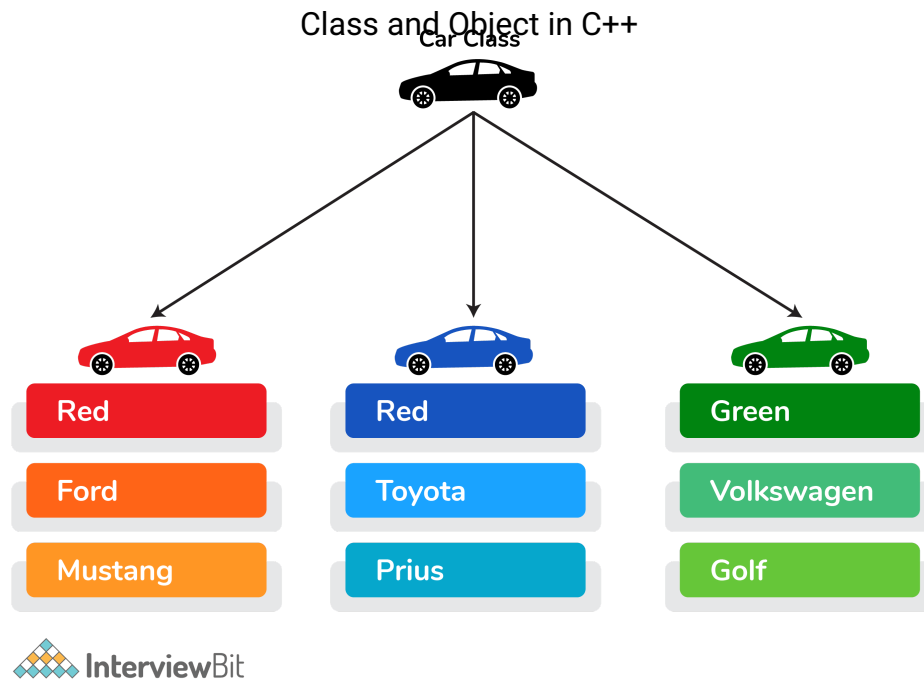 Class and Object in C++
Car Class
Red
Red
Green
Ford
Toyota
Volkswagen
Mustang
Prius
Golf
InterviewBit